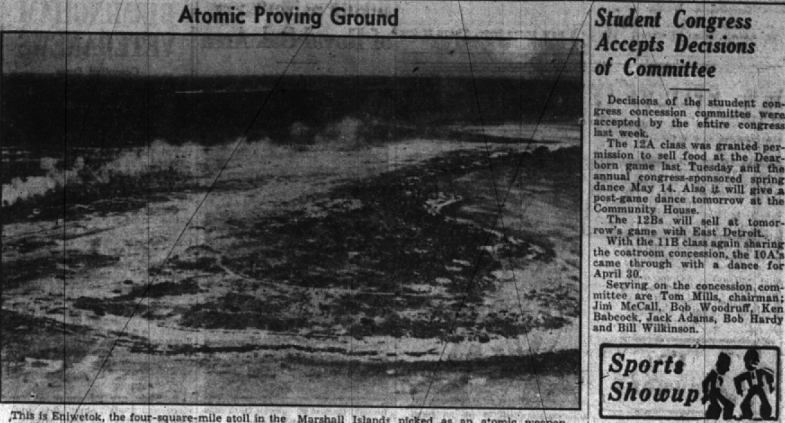 Atomic Proving Ground
This is Eniwetok, the four-square-mile atoll in the Marshall Islands picked as an atomic weapon
Student Congress
Accepts Decisions
of Committee
Decisions of the stuudent con-
gress concession committee were
accepted by the entire congress
last week.
The 12A class was granted per-
mission to sell food at the Dear-
born game last Tuesday and the
annual congress-sponsored spring
dance May 14. Also it will give a
post-game dance tomorrow at the
Community House.
The 12Bs will sell at tomor-
row's game with East Detroit.
With the 11B class again sharing
the coatroom concession, the 10A's
came through with a dance for
April 30.
Serving on the concession com-
mittee are Tom Mills, chairman;
Jim McCall, Bob Woodruff, Ken
Babcock, Jack Adams, Bob Hardy
and Bill Wilkinson.
Sports
Showup